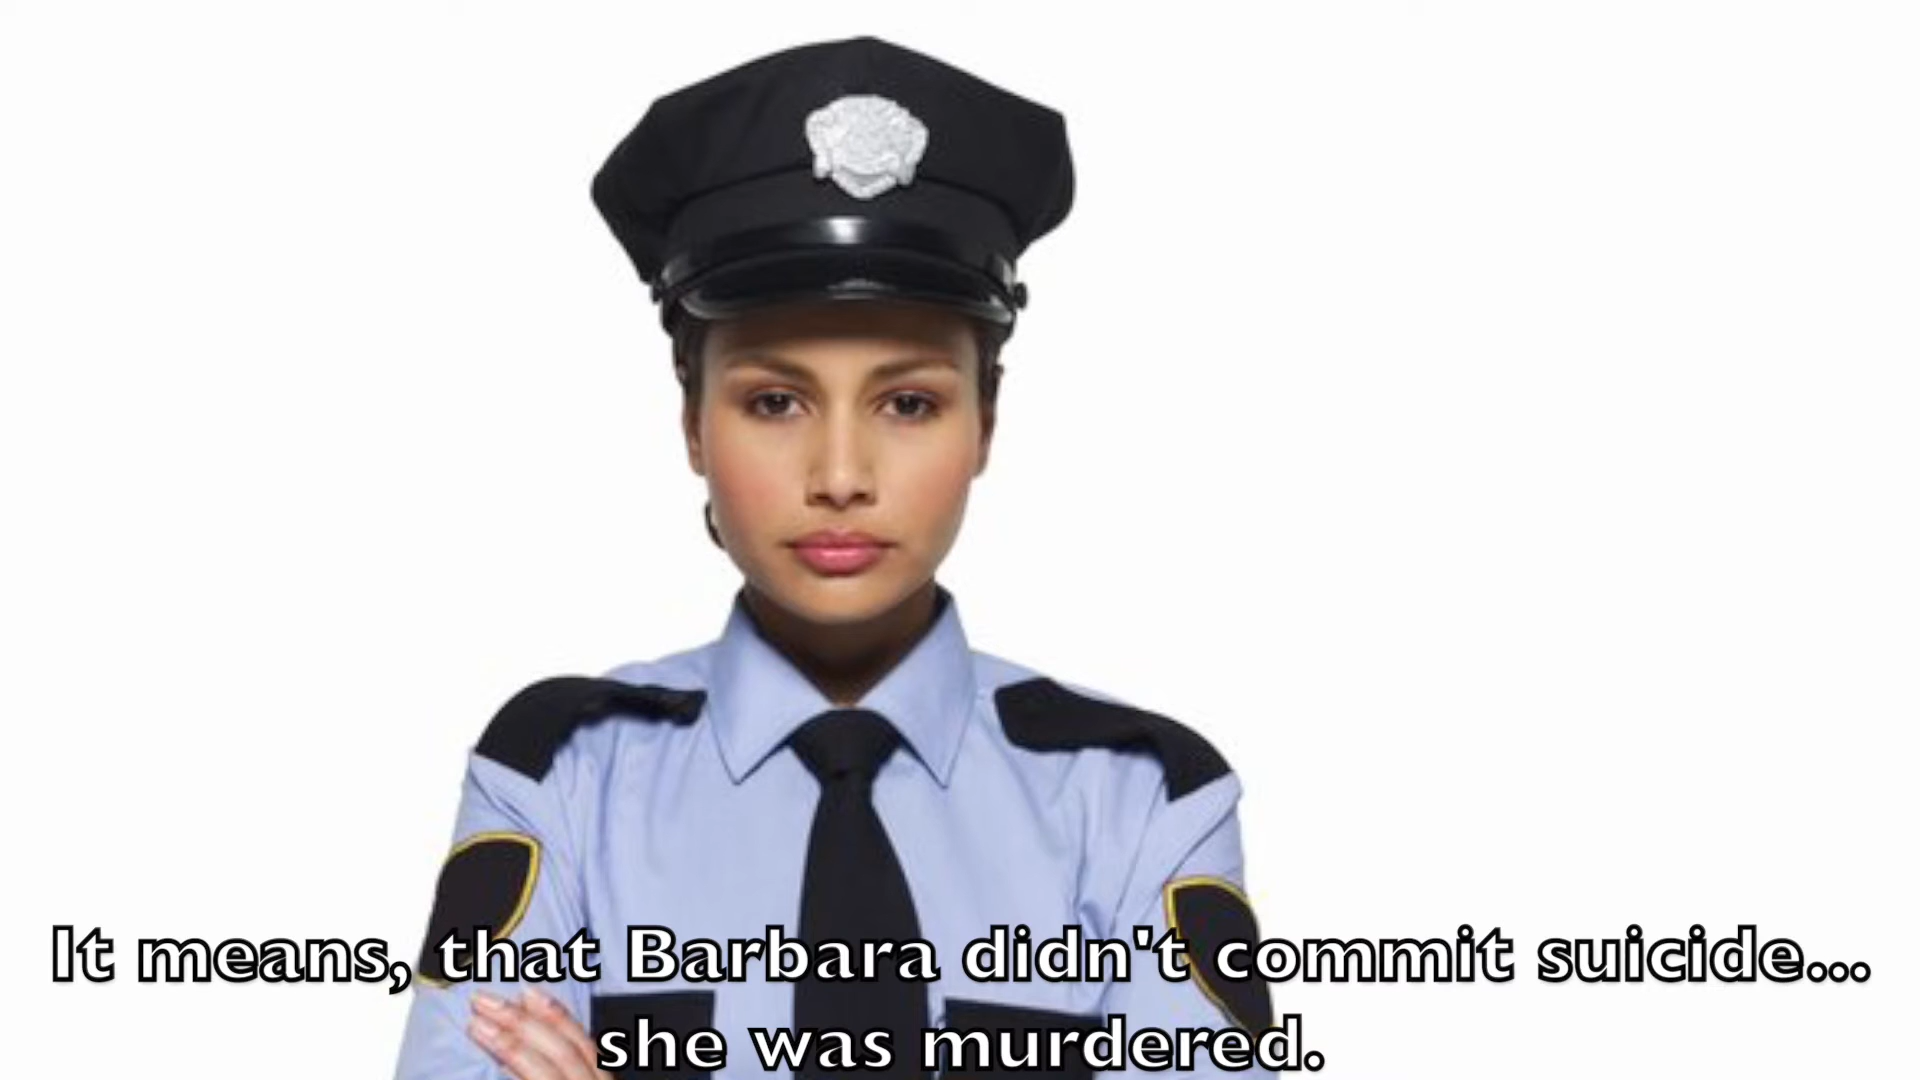 It means, that Barbara didn't commit suicide...
she was murdered.